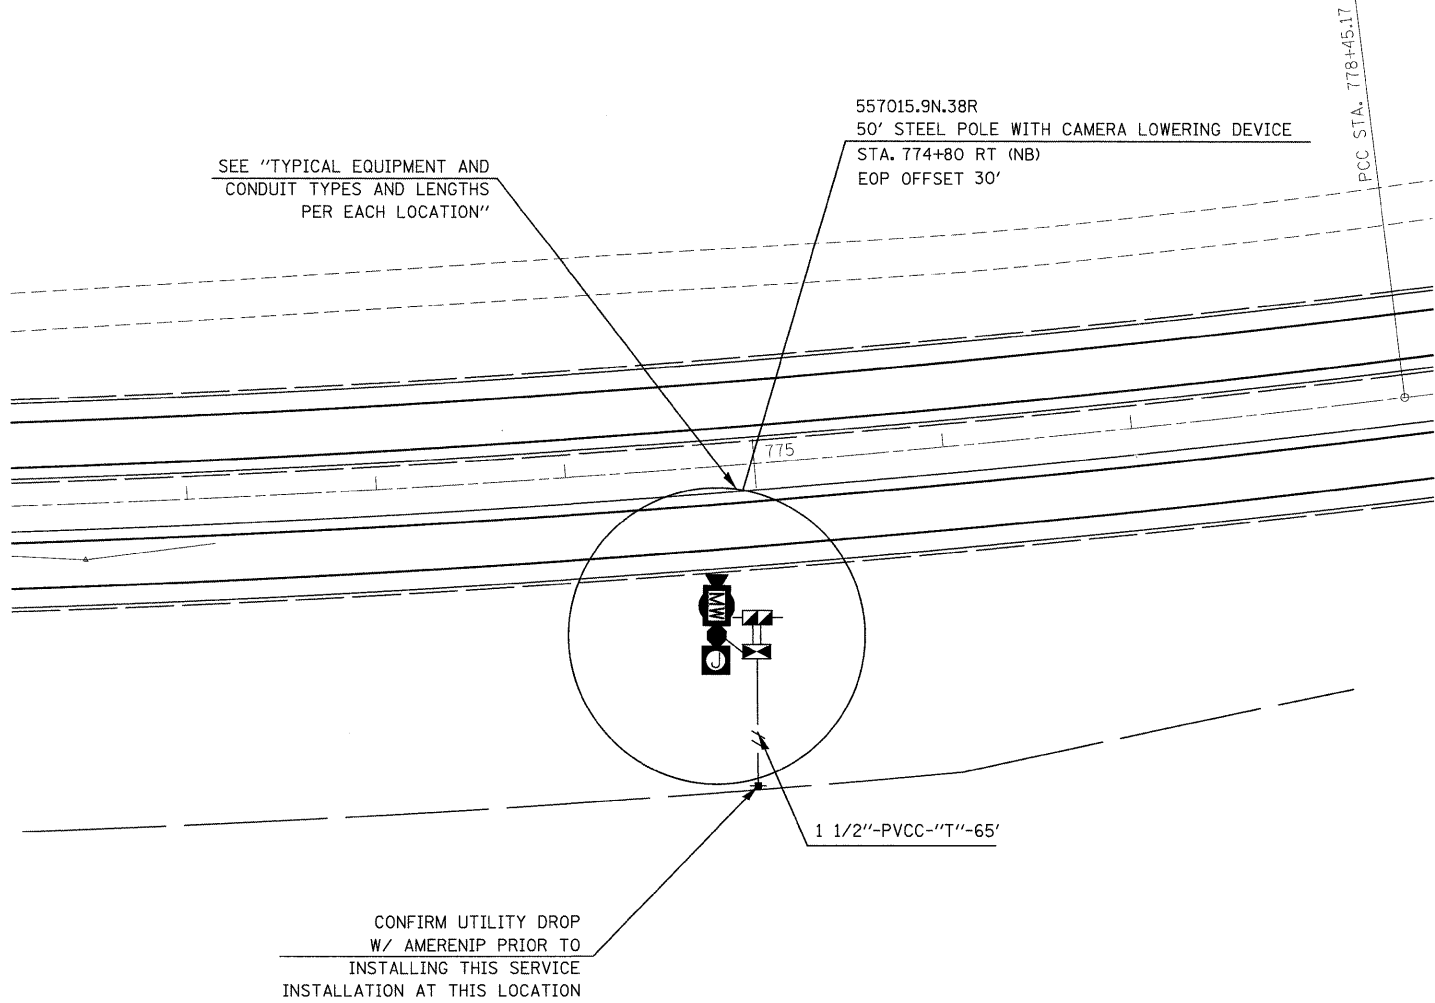 557015.9N.38R
50' STEEL POLE WITH CAMERA LOWERING DEVICE
STA. 774+80 RT (NB)
EOP OFFSET 30'
PCC STA. 778+45.17
SEE "TYPICAL EQUIPMENT AND
CONDUIT TYPES AND LENGTHS
PER EACH LOCATION"
775
MW
J
1 1/2"-PVCC-"T"-65'
CONFIRM UTILITY DROP
W/ AMERENIP PRIOR TO
INSTALLING THIS SERVICE
INSTALLATION AT THIS LOCATION